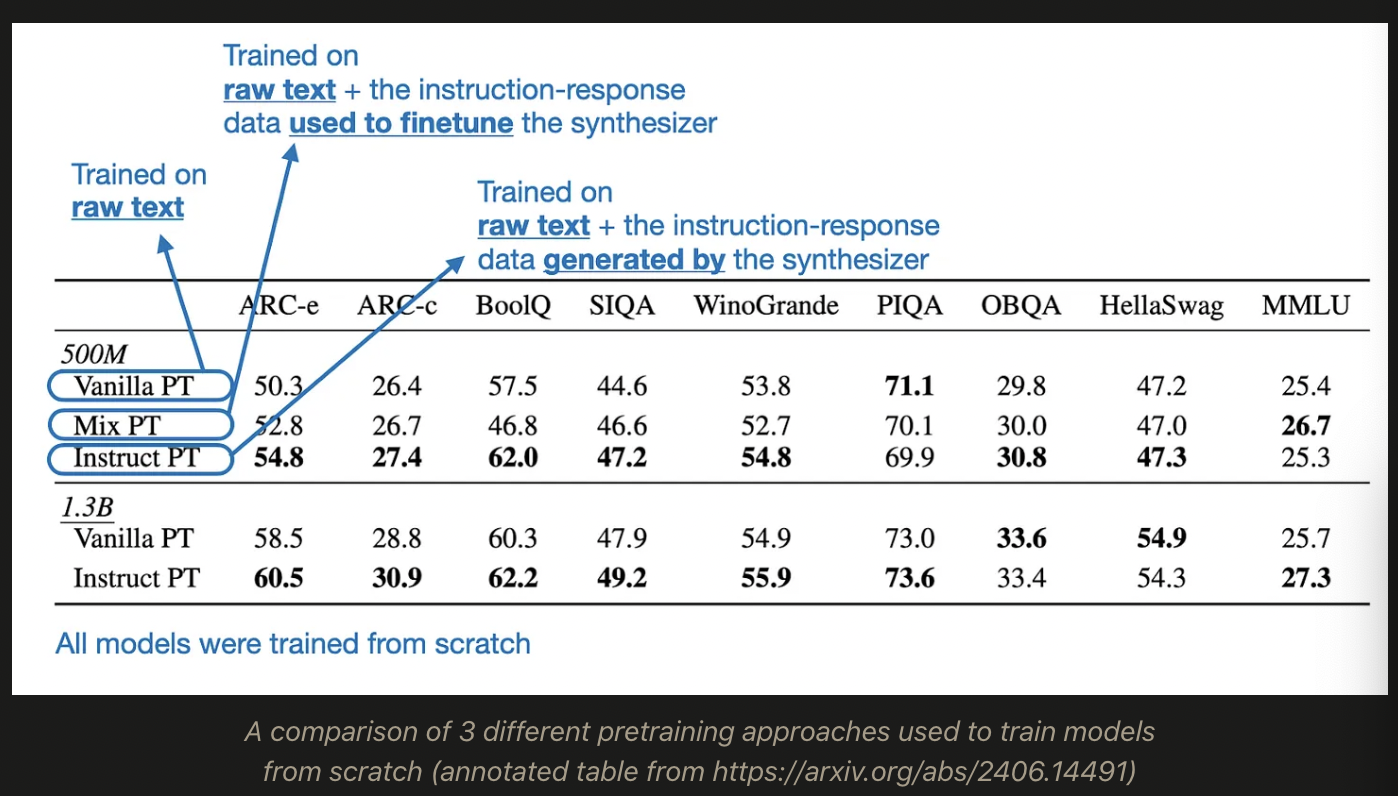 Trained on
raw text + the instruction-response
data used to finetune the synthesizer
Trained on
raw text
Trained on
raw text + the instruction-response
data generated by the synthesizer
ARC-e ARC-c BoolQ SIQA WinoGrande PIQA OBQA HellaSwag MMLU
500M
Vanilla PT 50.3 26.4 57.5 44.6 53.8 71.1 29.8 47.2 25.4
Mix PT 52.8 26.7 46.8 46.6 52.7 70.1 30.0 47.0 26.7
Instruct PT 54.8 27.4 62.0 47.2 54.8 69.9 30.8 47.3 25.3
1.3B
Vanilla PT 58.5 28.8 60.3 47.9 54.9 73.0 33.6 54.9 25.7
Instruct PT 60.5 30.9 62.2 49.2 55.9 73.6 33.4 54.3 27.3
All models were trained from scratch
A comparison of 3 different pretraining approaches used to train models
from scratch (annotated table from https://arxiv.org/abs/2406.14491)